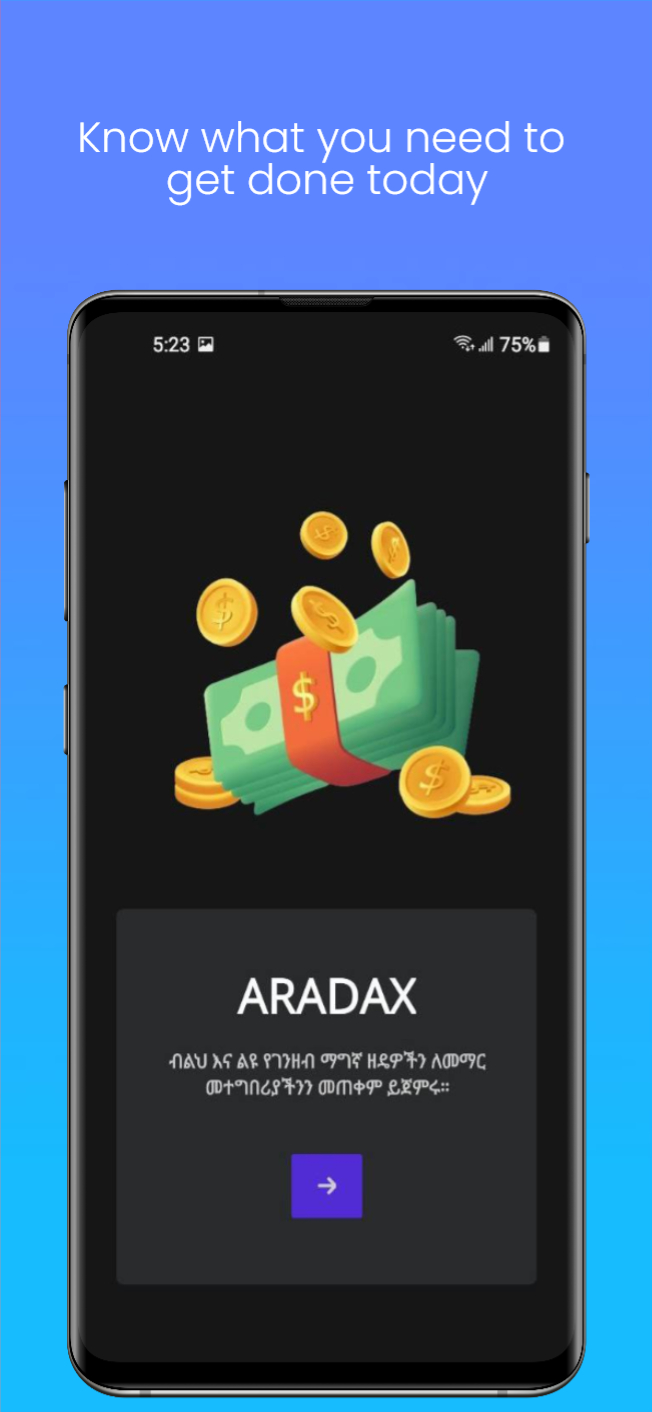 Know what you need to
get done today
5:23
75%
ARADAX
ብልህ እና ልዩ የገንዘብ ማግኛ ዘዴዎችን ለመማር
መተግበሪያችንን መጠቀም ይጀምሩ።